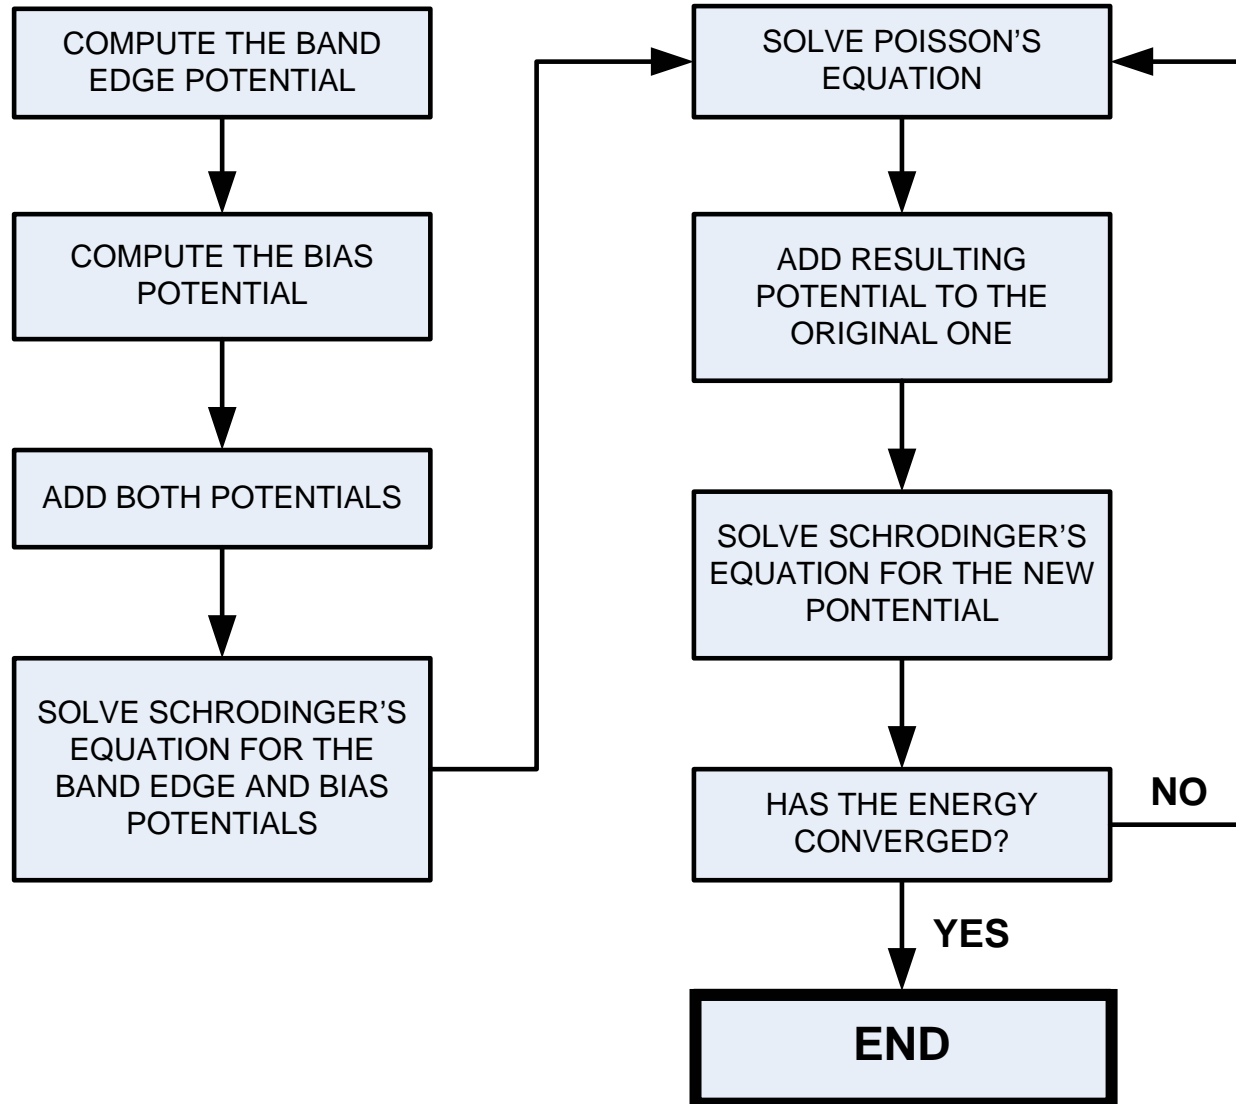 COMPUTE THE BAND
EDGE POTENTIAL
COMPUTE THE BIAS
POTENTIAL
ADD BOTH POTENTIALS
SOLVE SCHRODINGER'S
EQUATION FOR THE
BAND EDGE AND BIAS
POTENTIALS
SOLVE POISSON'S
EQUATION
ADD RESULTING
POTENTIAL TO THE
ORIGINAL ONE
SOLVE SCHRODINGER'S
EQUATION FOR THE NEW
PONTENTIAL
HAS THE ENERGY
CONVERGED?
NO
YES
END